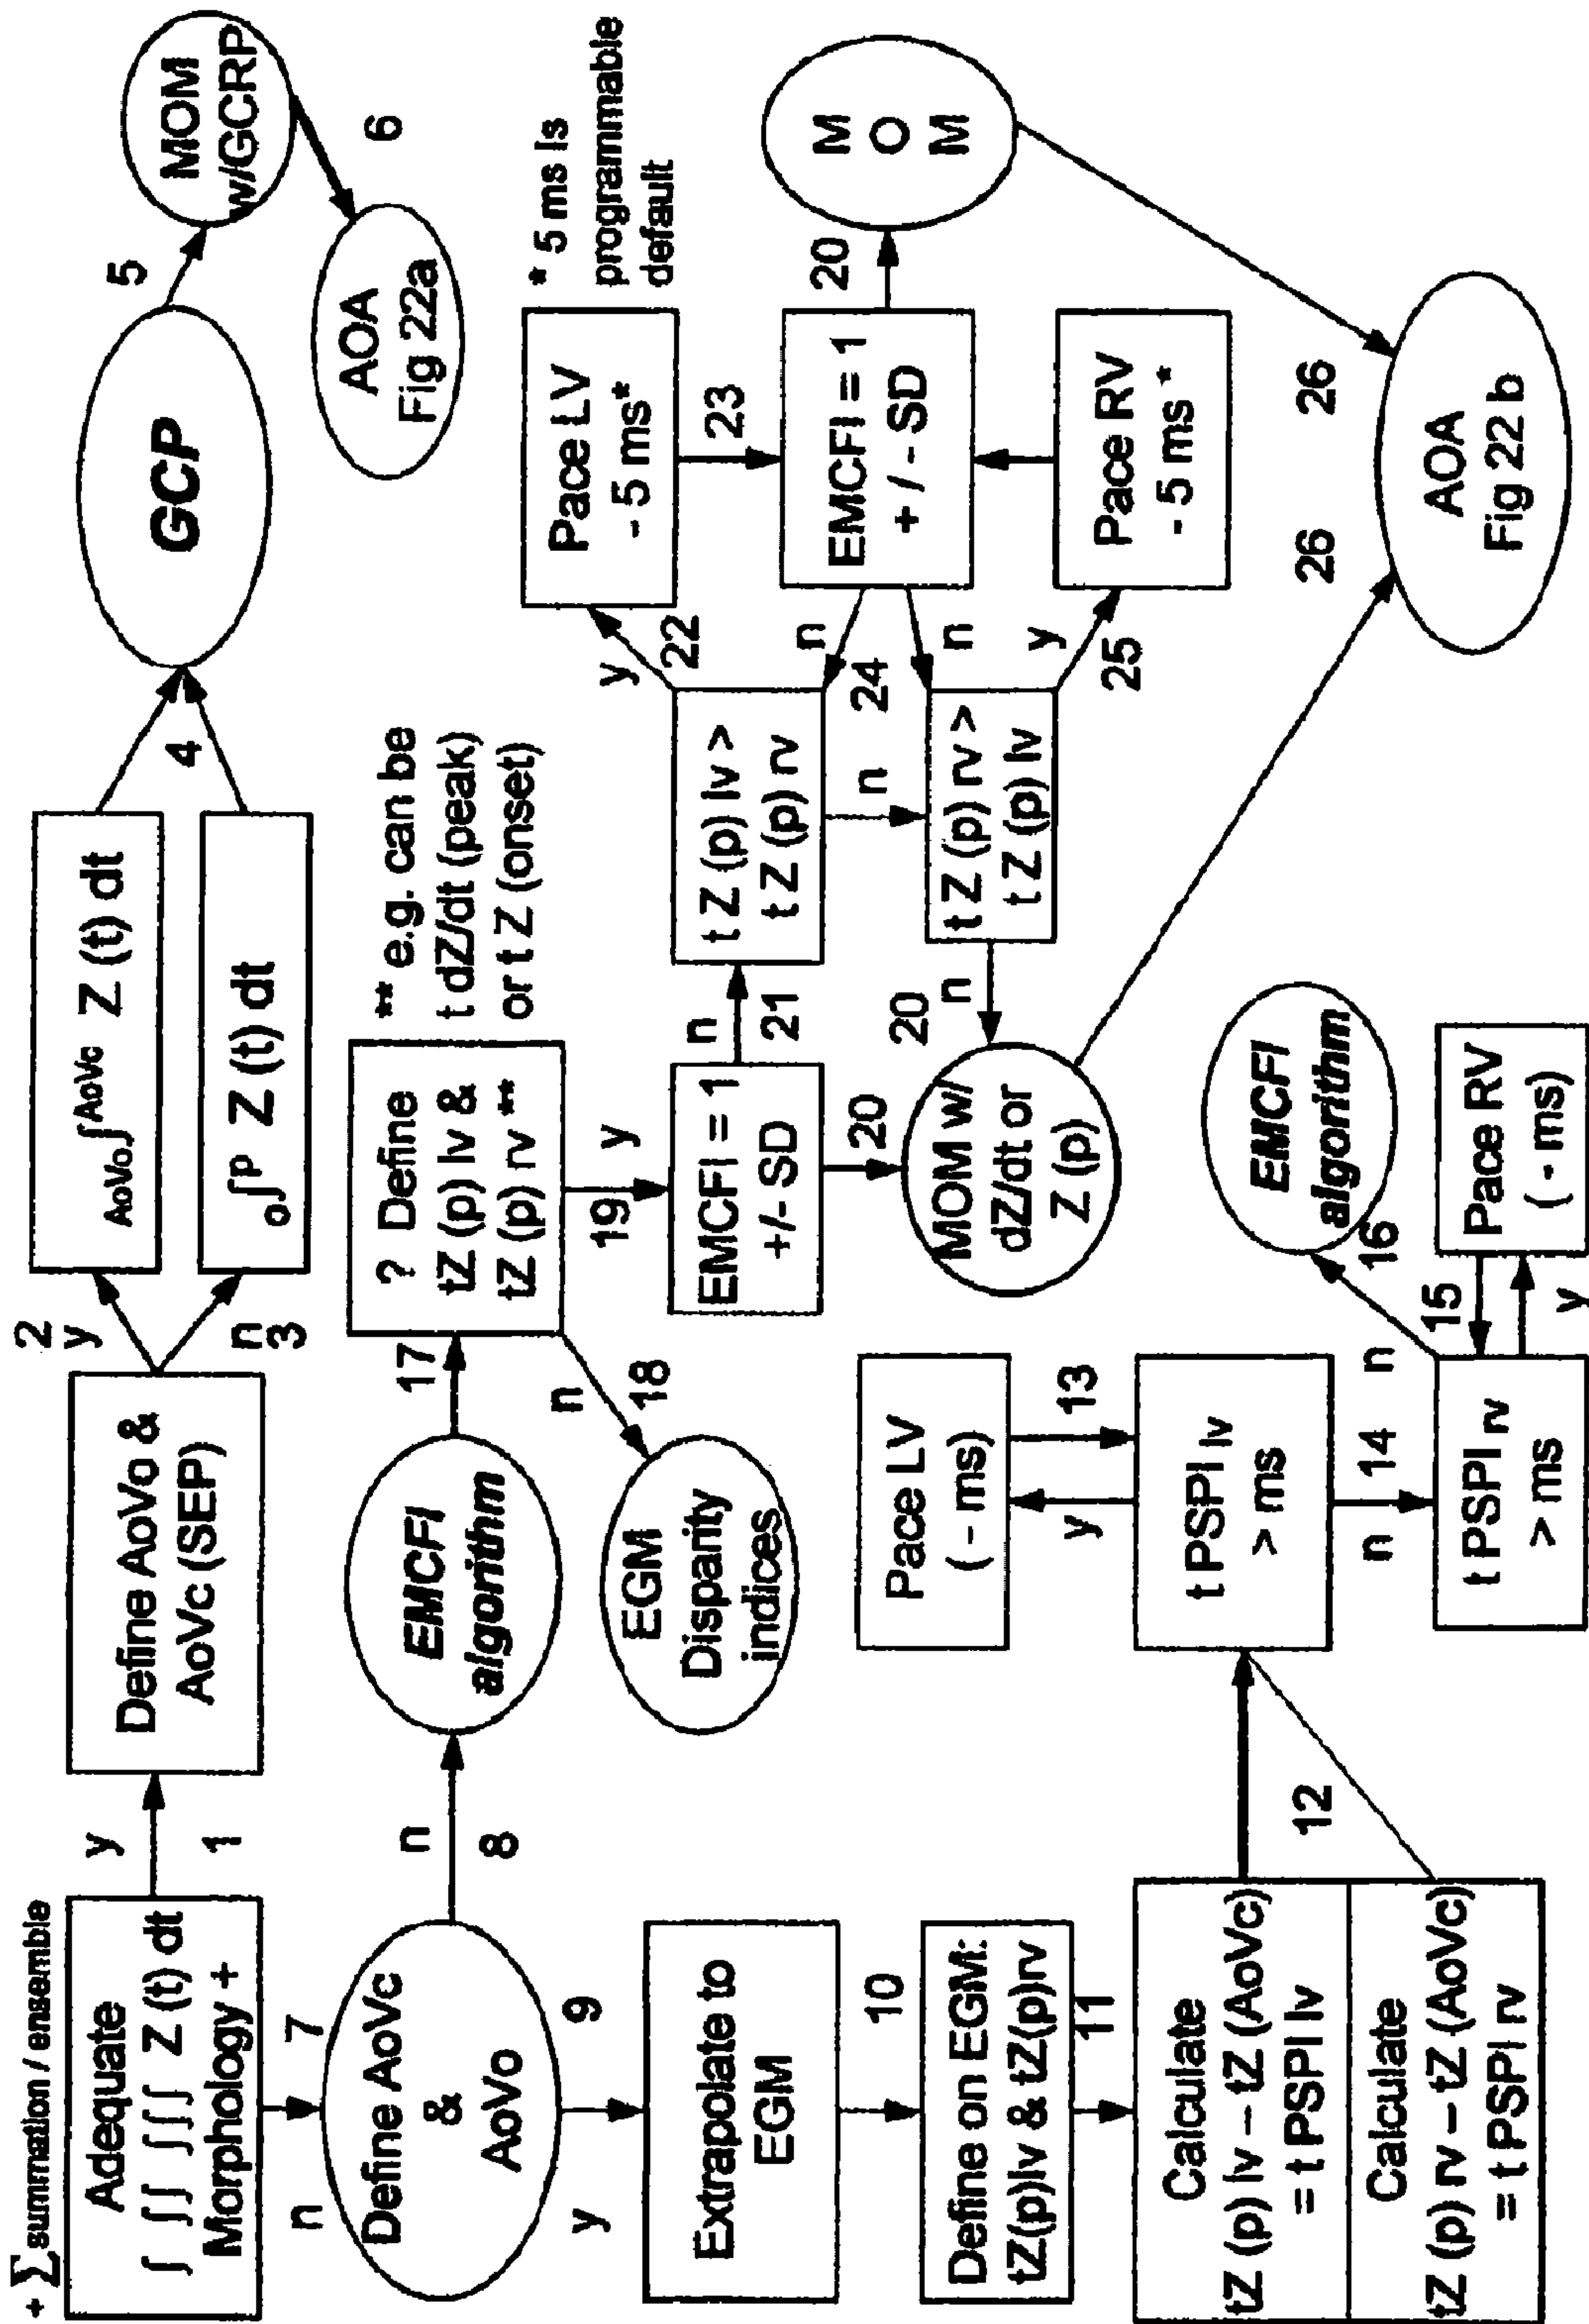 + ∑ summation / ensemble
Adequate
∫ ∫∫ ∫∫∫ Z (t) dt
Morphology +
y
1
Define AoVo &
AoVc (SEP)
2
y
n
3
AoVo ∫ AoVc Z (t) dt
o ∫ P Z (t) dt
4
GCP
5
MOM
w/GCRP
6
AOA
Fig 22a
n
7
Define AoVc
&
AoVo
n
8
EMCFI
algorithm
17
? Define
tZ (p) lv &
tZ (p) rv **
** e.g. can be
t dZ/dt (peak)
or t Z (onset)
n
18
EGM
Disparity
indices
19
y
EMCFI = 1
+/- SD
n
21
20
MOM w/
dZ/dt or
Z (p)
t Z (p) lv >
t Z (p) rv
y
22
Pace LV
- 5 ms*
* 5 ms is
programmable
default
23
EMCFI = 1
+ / - SD
20
M
O
M
n
24
n
n
t Z (p) rv >
t Z (p) lv
y
25
Pace RV
- 5 ms *
20
n
26
26
AOA
Fig 22 b
y
9
Extrapolate to
EGM
10
Define on EGM:
tZ(p)lv & tZ(p)rv
11
Calculate
tZ (p) lv – tZ (AoVc)
= t PSPI lv
Calculate
tZ (p) rv – tZ (AoVc)
= t PSPI rv
12
Pace LV
( - ms)
y
13
t PSPI lv
> ms
n
14
t PSPI rv
> ms
n
16
EMCFI
algorithm
15
y
Pace RV
( - ms)